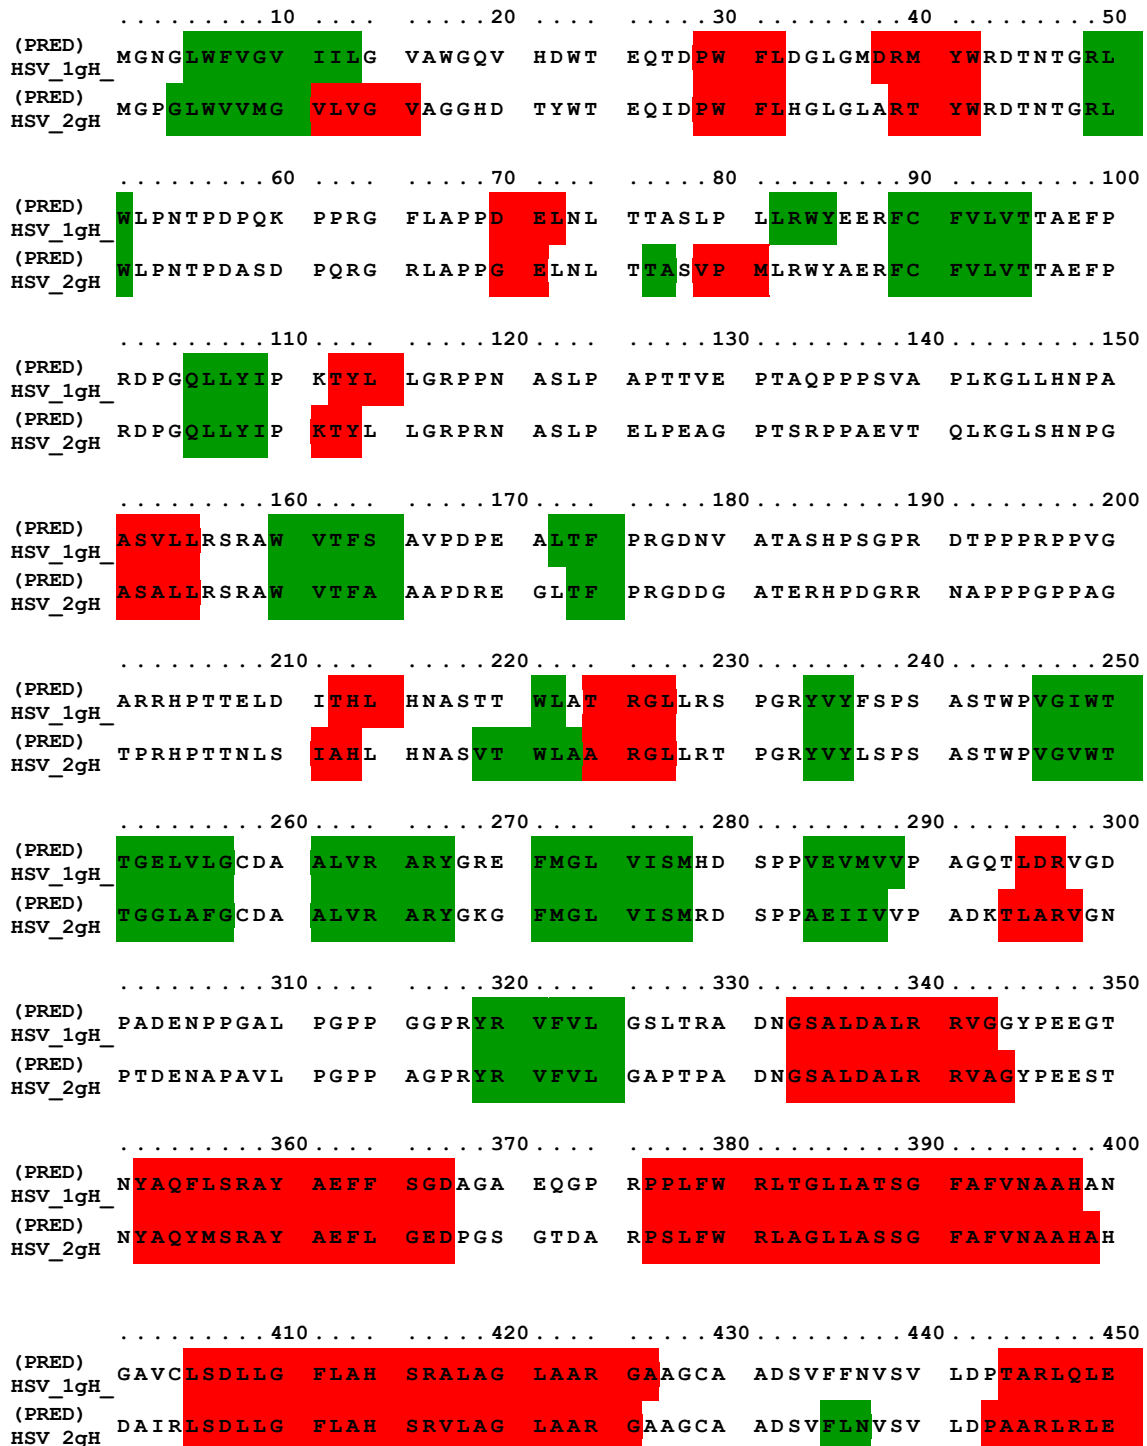 . . . . . . . . . 10 . . . . . . . . . 20 . . . . . . . . . 30 . . . . . . . . . 40 . . . . . . . . . 50
(PRED)
HSV_1gH_ MGNGLWFVGV IILG VAWGQV HDWT EQTDPW FLDGLGMDRM YWRDTNTGRL
(PRED)
HSV_2gH MGPGLWVVMG VLVG VAGGHD TYWT EQIDPW FLHGLGLART YWRDTNTGRL
. . . . . . . . . 60 . . . . . . . . . 70 . . . . . . . . . 80 . . . . . . . . . 90 . . . . . . . . . 100
(PRED)
HSV_1gH_ WLPNTPDPQK PPRG FLAPPD ELNL TTASLP LLRWYEERFC FVLVTTAEFP
(PRED)
HSV_2gH WLPNTPDASD PQRG RLAPPG ELNL TTASVP MLRWYAERFC FVLVTTAEFP
. . . . . . . . . 110 . . . . . . . . . 120 . . . . . . . . . 130 . . . . . . . . . 140 . . . . . . . . . 150
(PRED)
HSV_1gH_ RDPGQLLYIP KTYL LGRPPN ASLP APTTVE PTAQPPPSVA PLKGLLHNPA
(PRED)
HSV_2gH RDPGQLLYIP KTYL LGRPRN ASLP ELPEAG PTSRPPAEVT QLKGLSHNPG
. . . . . . . . . 160 . . . . . . . . . 170 . . . . . . . . . 180 . . . . . . . . . 190 . . . . . . . . . 200
(PRED)
HSV_1gH_ ASVLLRSRAW VTFS AVPDPE ALTF PRGDNV ATASHPSGPR DTPPPRPPVG
(PRED)
HSV_2gH ASALLRSRAW VTFA AAPDRE GLTF PRGDDG ATERHPDGRR NAPPPGPPAG
. . . . . . . . . 210 . . . . . . . . . 220 . . . . . . . . . 230 . . . . . . . . . 240 . . . . . . . . . 250
(PRED)
HSV_1gH_ ARRHPTTELD ITHL HNASTT WLAT RGLLRS PGRYVYFSPS ASTWPVGIWT
(PRED)
HSV_2gH TPRHPTTNLS IAHL HNASVT WLAA RGLLRT PGRYVYLSPS ASTWPVGVWT
. . . . . . . . . 260 . . . . . . . . . 270 . . . . . . . . . 280 . . . . . . . . . 290 . . . . . . . . . 300
(PRED)
HSV_1gH_ TGELVLGCDA ALVR ARYGRE FMGL VISMHD SPPVEVMVVP AGQTLDRVGD
(PRED)
HSV_2gH TGGLAFGCDA ALVR ARYGKG FMGL VISMRD SPPAEIIVVP ADKTLARVGN
. . . . . . . . . 310 . . . . . . . . . 320 . . . . . . . . . 330 . . . . . . . . . 340 . . . . . . . . . 350
(PRED)
HSV_1gH_ PADENPPGAL PGPP GGPRYR VFVL GSLTRA DNGSALDALR RVGGYPEEGT
(PRED)
HSV_2gH PTDENAPAVL PGPP AGPRYR VFVL GAPTPA DNGSALDALR RVAGYPEEST
. . . . . . . . . 360 . . . . . . . . . 370 . . . . . . . . . 380 . . . . . . . . . 390 . . . . . . . . . 400
(PRED)
HSV_1gH_ NYAQFLSRAY AEFF SGDAGA EQGP RPPLFW RLTGLLATSG FAFVNAAHAN
(PRED)
HSV_2gH NYAQYMSRAY AEFL GEDPGS GTDA RPSLFW RLAGLLASSG FAFVNAAHAH
. . . . . . . . . 410 . . . . . . . . . 420 . . . . . . . . . 430 . . . . . . . . . 440 . . . . . . . . . 450
(PRED)
HSV_1gH_ GAVCLSDLLG FLAH SRALAG LAAR GAAGCA ADSVFFNVSV LDPTARLQLE
(PRED)
HSV_2gH DAIRLSDLLG FLAH SRVLAG LAAR GAAGCA ADSVFLNVSV LDPAARLRLE